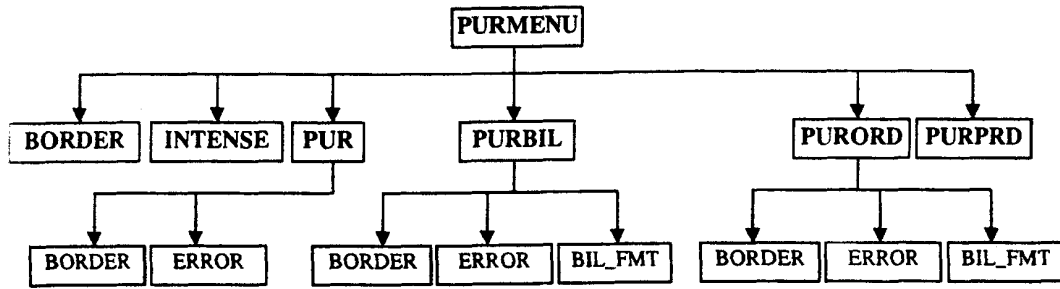 PURMENU
BORDER INTENSE PUR PURBIL PURORD PURPRD
BORDER ERROR BORDER ERROR BIL_FMT BORDER ERROR BIL_FMT